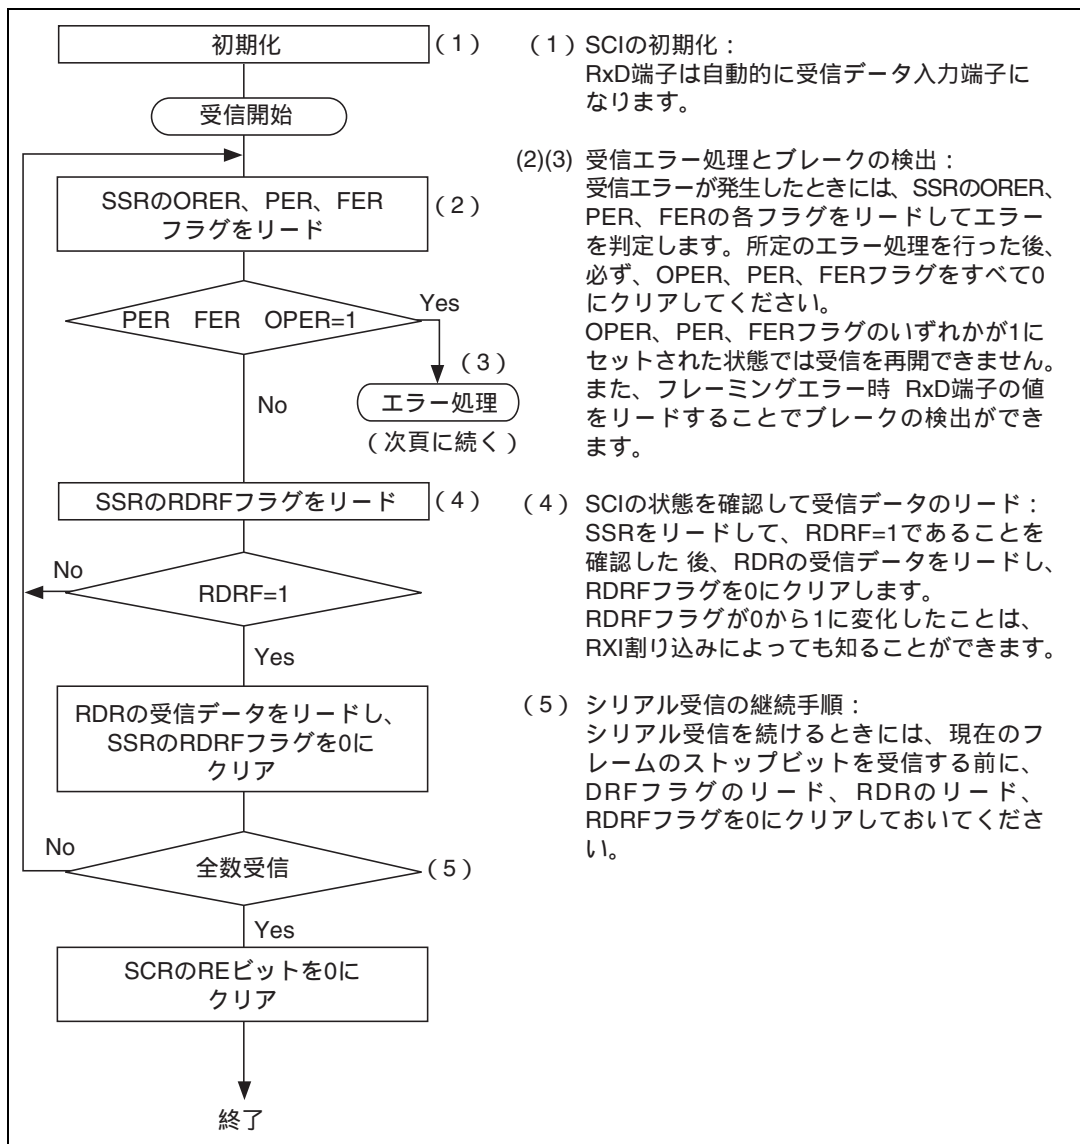 初期化
(1)
受信開始
SSRのORER、PER、FER
フラグをリード
(2)
PER FER OPER=1
Yes
(3)
エラー処理
(次頁に続く)
No
SSRのRDRFフラグをリード
(4)
No
RDRF=1
Yes
RDRの受信データをリードし、
SSRのRDRFフラグを0に
クリア
No
全数受信
(5)
Yes
SCRのREビットを0に
クリア
終了
(1) SCIの初期化:
RxD端子は自動的に受信データ入力端子に
なります。
(2)(3) 受信エラー処理とブレークの検出:
受信エラーが発生したときには、SSRのORER、
PER、FERの各フラグをリードしてエラー
を判定します。所定のエラー処理を行った後、
必ず、OPER、PER、FERフラグをすべて0
にクリアしてください。
OPER、PER、FERフラグのいずれかが1に
セットされた状態では受信を再開できません。
また、フレーミングエラー時 RxD端子の値
をリードすることでブレークの検出ができ
ます。
(4) SCIの状態を確認して受信データのリード:
SSRをリードして、RDRF=1であることを
確認した 後、RDRの受信データをリードし、
RDRFフラグを0にクリアします。
RDRFフラグが0から1に変化したことは、
RXI割り込みによっても知ることができます。
(5) シリアル受信の継続手順:
シリアル受信を続けるときには、現在のフ
レームのストップビットを受信する前に、
DRFフラグのリード、RDRのリード、
RDRFフラグを0にクリアしておいてくださ
い。